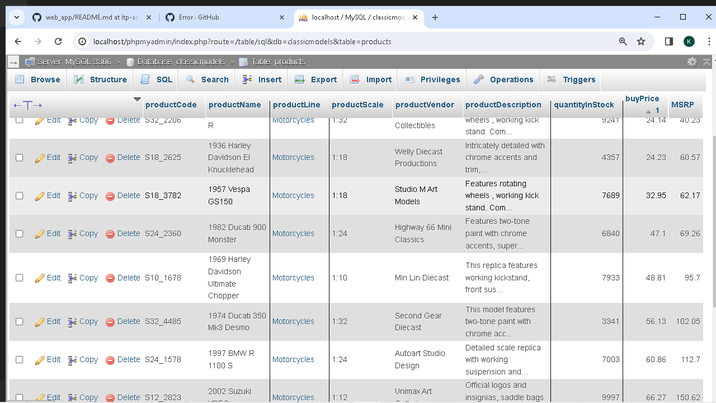 web_app/README.md at itp-s
Error · GitHub
localhost / MySQL / classicmod
localhost/phpmyadmin/index.php?route=/table/sql&db=classicmodels&table=products
K
Server: MySQL:3306 » Database: classicmodels » Table: products
Browse Structure SQL Search Insert Export Import Privileges Operations Triggers
←T→ productCode productName productLine productScale productVendor productDescription quantityInStock buyPrice 1 MSRP
Edit Copy Delete S32_2206 R Motorcycles 1:32 Collectibles wheels , working kick stand. Com... 9241 24.14 40.23
Edit Copy Delete S18_2625 1936 Harley Davidson El Knucklehead Motorcycles 1:18 Welly Diecast Productions Intricately detailed with chrome accents and trim,... 4357 24.23 60.57
Edit Copy Delete S18_3782 1957 Vespa GS150 Motorcycles 1:18 Studio M Art Models Features rotating wheels , working kick stand. Com... 7689 32.95 62.17
Edit Copy Delete S24_2360 1982 Ducati 900 Monster Motorcycles 1:24 Highway 66 Mini Classics Features two-tone paint with chrome accents, super... 6840 47.1 69.26
Edit Copy Delete S10_1678 1969 Harley Davidson Ultimate Chopper Motorcycles 1:10 Min Lin Diecast This replica features working kickstand, front sus... 7933 48.81 95.7
Edit Copy Delete S32_4485 1974 Ducati 350 Mk3 Desmo Motorcycles 1:32 Second Gear Diecast This model features two-tone paint with chrome acc... 3341 56.13 102.05
Edit Copy Delete S24_1578 1997 BMW R 1100 S Motorcycles 1:24 Autoart Studio Design Detailed scale replica with working suspension and... 7003 60.86 112.7
Edit Copy Delete S12_2823 2002 Suzuki Motorcycles 1:12 Unimax Art Official logos and insignias, saddle bags 9997 66.27 150.62